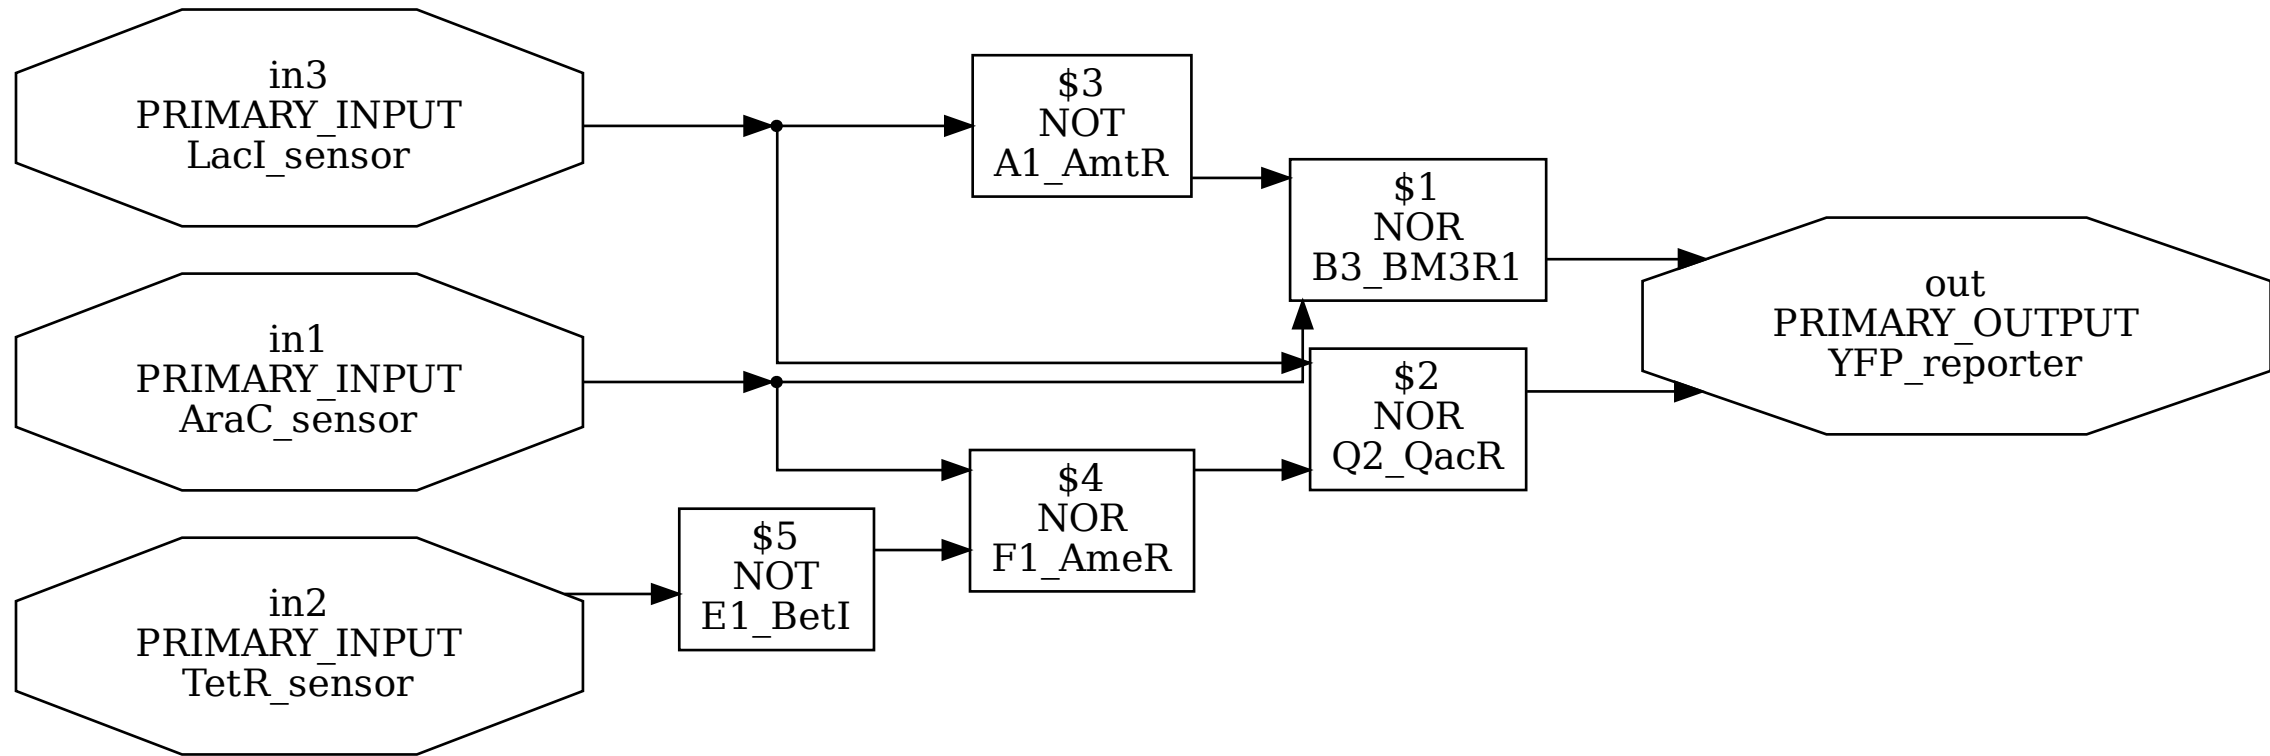 in3
PRIMARY_INPUT
LacI_sensor
$3
NOT
A1_AmtR
$1
NOR
B3_BM3R1
out
PRIMARY_OUTPUT
YFP_reporter
in1
PRIMARY_INPUT
AraC_sensor
$2
NOR
Q2_QacR
$4
NOR
F1_AmeR
$5
NOT
E1_BetI
in2
PRIMARY_INPUT
TetR_sensor